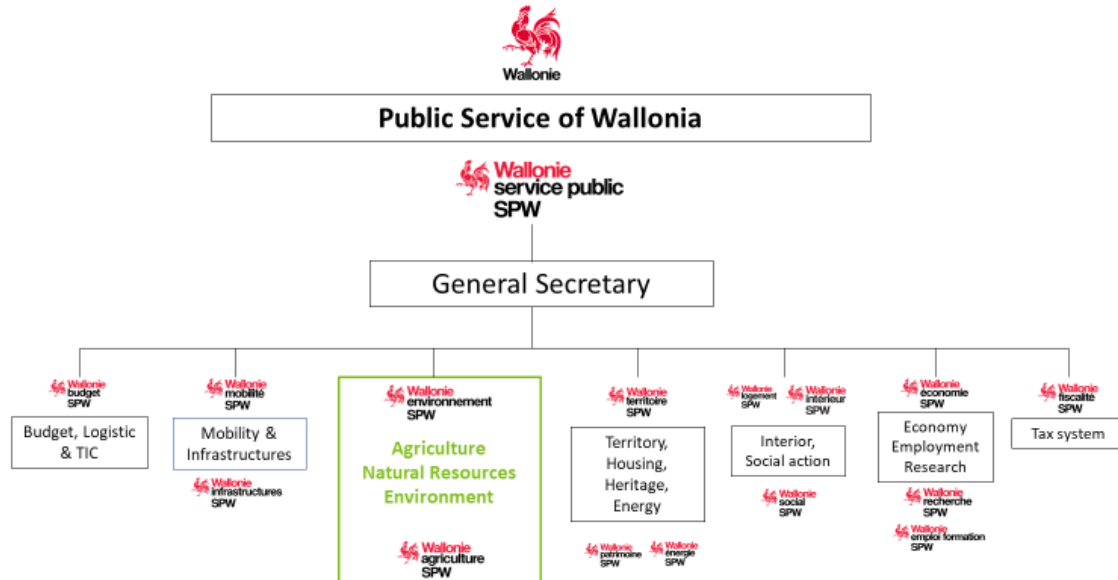 Wallonie
Public Service of Wallonia
Wallonie
service public
SPW
General Secretary
Wallonie
budget
SPW
Budget, Logistic
& TIC
Wallonie
mobilité
SPW
Mobility &
Infrastructures
Wallonie
infrastructures
SPW
Wallonie
environnement
SPW
Agriculture
Natural Resources
Environment
Wallonie
agriculture
SPW
Wallonie
territoire
SPW
Territory,
Housing,
Heritage,
Energy
Wallonie
patrimoine
SPW
Wallonie
énergie
SPW
Wallonie
logement
SPW
Wallonie
intérieur
SPW
Interior,
Social action
Wallonie
social
SPW
Wallonie
économie
SPW
Economy
Employment
Research
Wallonie
recherche
SPW
Wallonie
emploi formation
SPW
Wallonie
fiscalité
SPW
Tax system